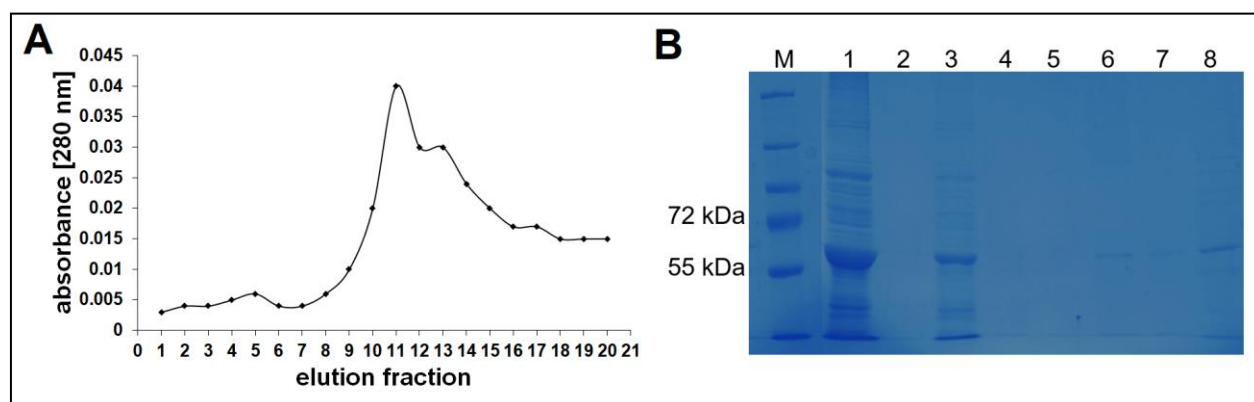 A
absorbance [280 nm]
0.045
0.04
0.035
0.03
0.025
0.02
0.015
0.01
0.005
0
0 1 2 3 4 5 6 7 8 9 10 11 12 13 14 15 16 17 18 19 20 21
elution fraction
B
M 1 2 3 4 5 6 7 8
72 kDa
55 kDa